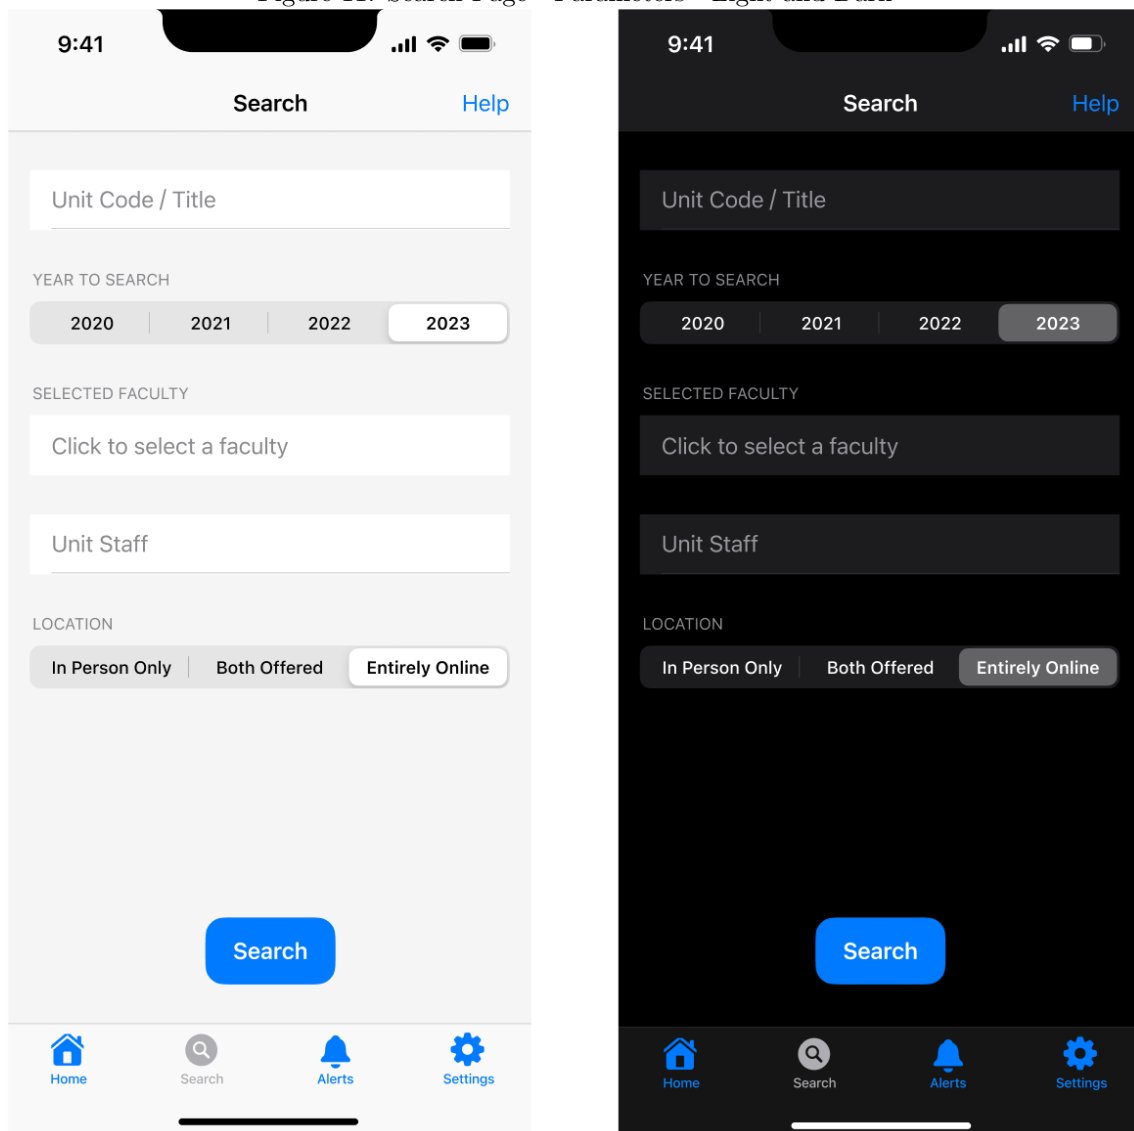 9:41
Search
Help
Unit Code / Title
YEAR TO SEARCH
2020 2021 2022 2023
SELECTED FACULTY
Click to select a faculty
Unit Staff
LOCATION
In Person Only Both Offered Entirely Online
Search
Home Search Alerts Settings
9:41
Search
Help
Unit Code / Title
YEAR TO SEARCH
2020 2021 2022 2023
SELECTED FACULTY
Click to select a faculty
Unit Staff
LOCATION
In Person Only Both Offered Entirely Online
Search
Home Search Alerts Settings